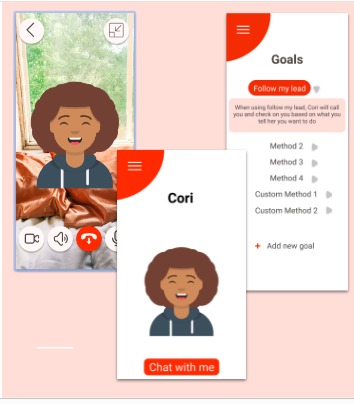 Goals
Follow my lead
When using follow my lead, Cori will call
you and check on you based on what you
tell her you want to do
Method 2
Method 3
Method 4
Custom Method 1
Custom Method 2
+ Add new goal
Cori
Chat with me